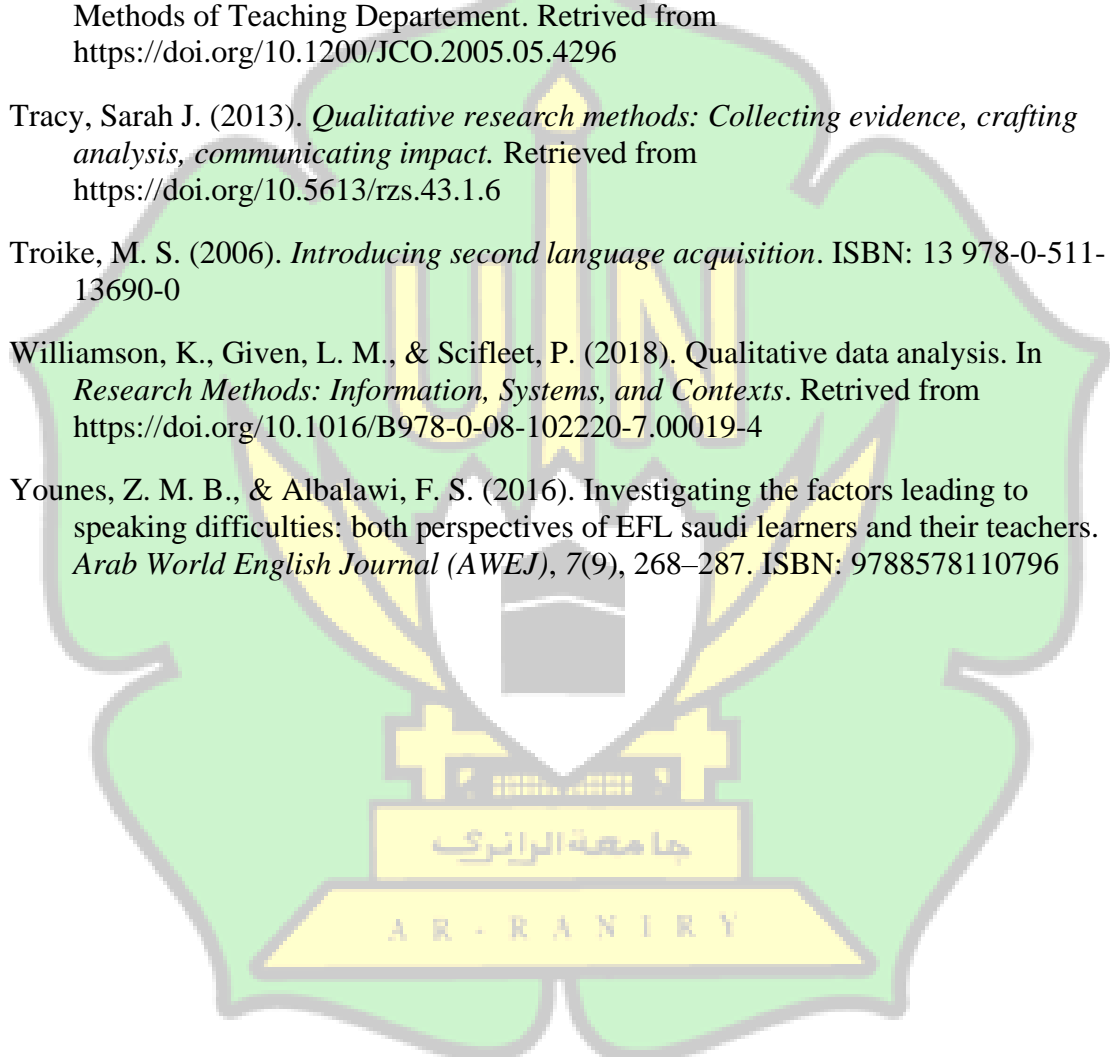 Methods of Teaching Departement. Retrived from
https://doi.org/10.1200/JCO.2005.05.4296
Tracy, Sarah J. (2013). Qualitative research methods: Collecting evidence, crafting
analysis, communicating impact. Retrieved from
https://doi.org/10.5613/rzs.43.1.6
Troike, M. S. (2006). Introducing second language acquisition. ISBN: 13 978-0-511-
13690-0
Williamson, K., Given, L. M., & Scifleet, P. (2018). Qualitative data analysis. In
Research Methods: Information, Systems, and Contexts. Retrived from
https://doi.org/10.1016/B978-0-08-102220-7.00019-4
Younes, Z. M. B., & Albalawi, F. S. (2016). Investigating the factors leading to
speaking difficulties: both perspectives of EFL saudi learners and their teachers.
Arab World English Journal (AWEJ), 7(9), 268–287. ISBN: 9788578110796
UIN
جامعة الرانري
AR-RANIRY